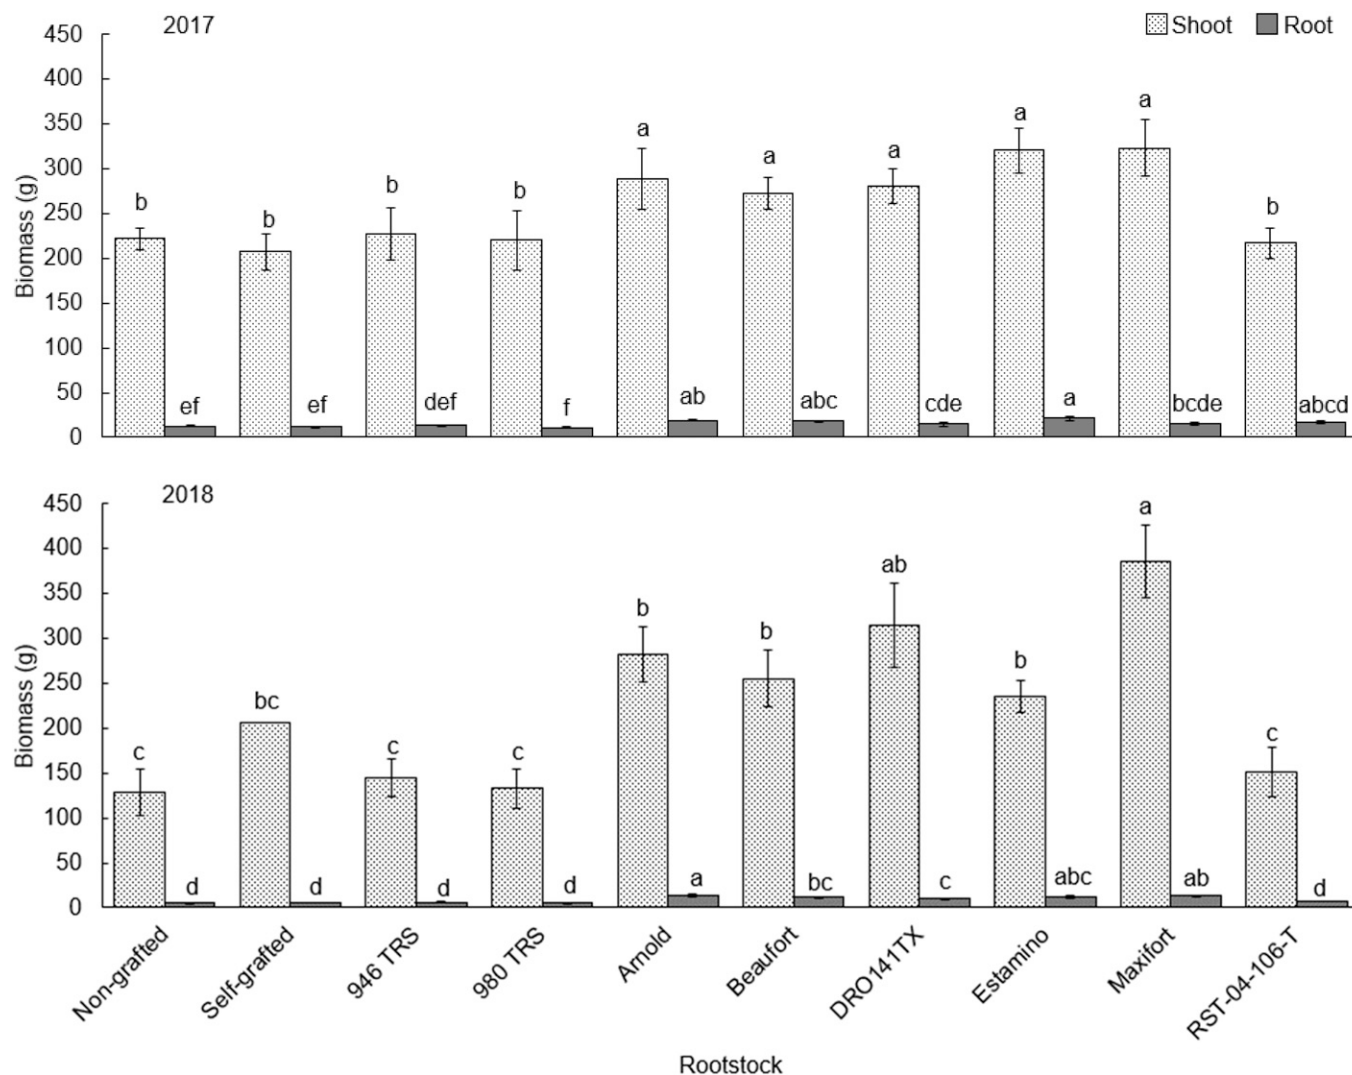 2017
Shoot Root
450
400
350
300
250
200
150
100
50
0
Biomass (g)
b b b b a a a a a b
ef ef def f ab abc cde a bcde abcd
2018
450
400
350
300
250
200
150
100
50
0
Biomass (g)
c bc c c b b ab b a c
d d d d a bc c abc ab d
Non-grafted
Self-grafted
946 TRS
980 TRS
Arnold
Beaufort
DRO141TX
Estamino
Maxifort
RST-04-106-T
Rootstock